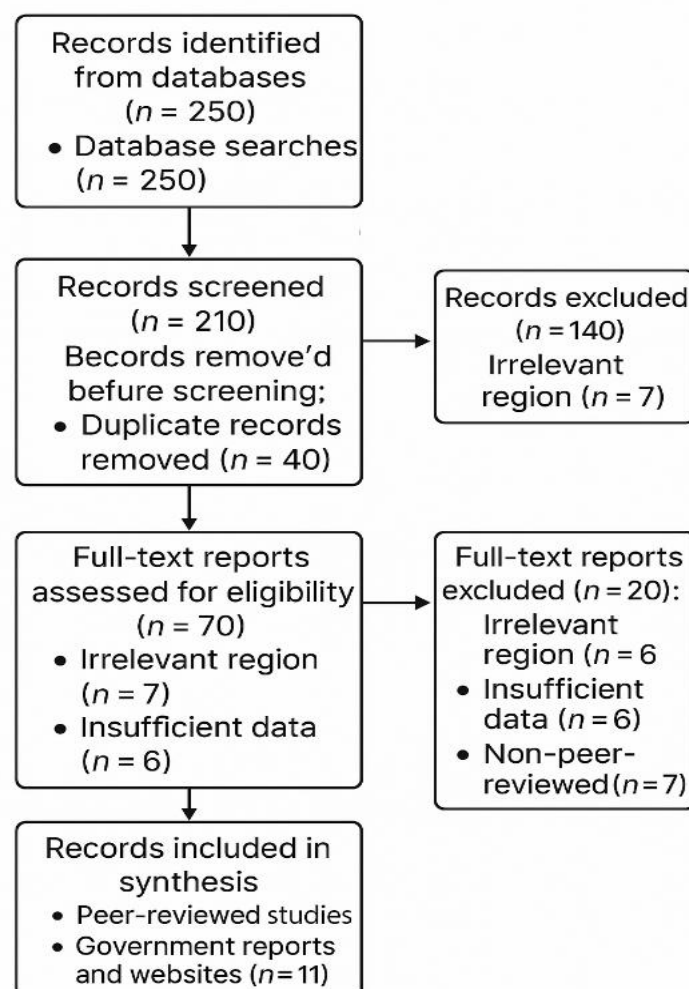 Records identified
from databases
(n = 250)
• Database searches
(n = 250)
Records screened
(n = 210)
Becords remove’d
befure screening;
• Duplicate records
removed (n = 40)
Records excluded
(n = 140)
Irrelevant
region (n = 7)
Full-text reports
assessed for eligibility
(n = 70)
• Irrelevant region
(n = 7)
• Insufficient data
(n = 6)
Full-text reports
excluded (n = 20):
Irrelevant
region (n = 6
• Insufficient
data (n = 6)
• Non-peer-
reviewed (n = 7)
Records included in
synthesis
• Peer-reviewed studies
• Government reports
and websites (n = 11)